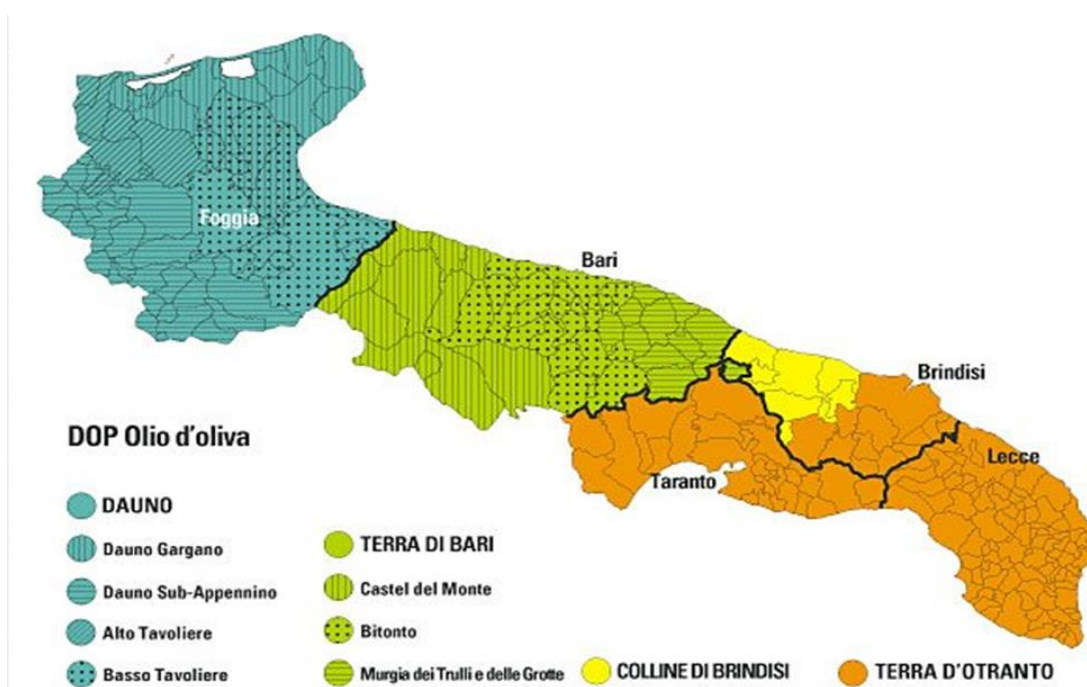 Foggia
Bari
Brindisi
Lecce
Taranto
DOP Olio d'oliva
DAUNO
Dauno Gargano
Dauno Sub-Appennino
Alto Tavoliere
Basso Tavoliere
TERRA DI BARI
Castel del Monte
Bitonto
Murgia dei Trulli e delle Grotte
COLLINE DI BRINDISI
TERRA D'OTRANTO